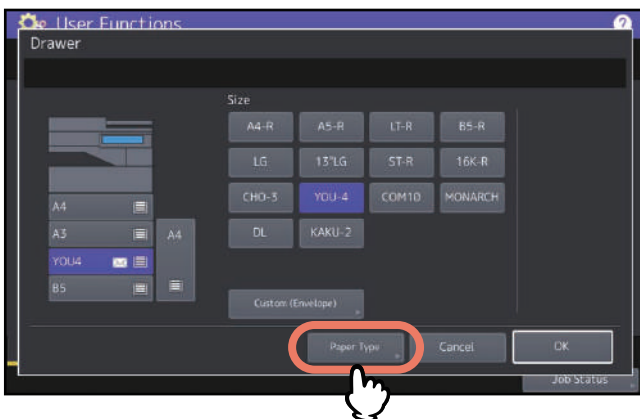 User Functions ?
Drawer
Size
A4-R A5-R LT-R B5-R
LG 13"LG ST-R 16K-R
CHO-3 YOU-4 COM10 MONARCH
DL KAKU-2
A4
A3 A4
YOU4
B5
Custom (Envelope)
Paper Type Cancel OK
Job Status